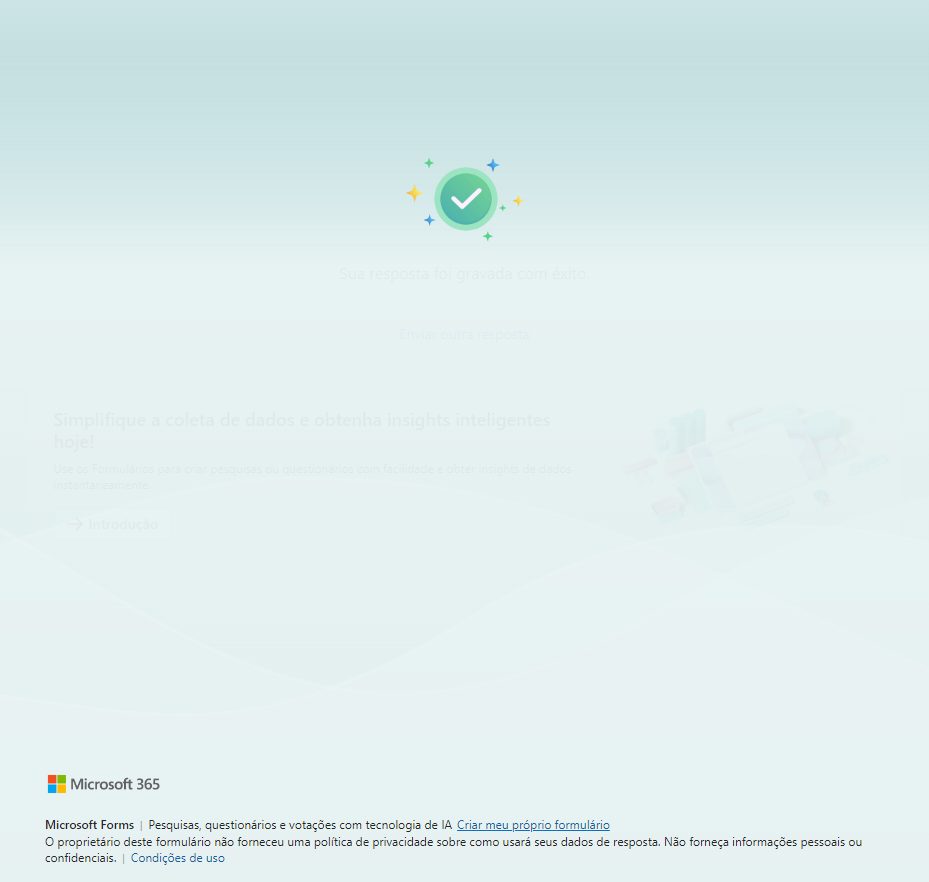 Sua resposta foi gravada com êxito.
Enviar outra resposta
Simplifique a coleta de dados e obtenha insights inteligentes
hoje!
Use os Formulários para criar pesquisas ou questionários com facilidade e obter insights de dados
instantaneamente.
Introdução
Microsoft 365
Microsoft Forms | Pesquisas, questionários e votações com tecnologia de IA Criar meu próprio formulário
O proprietário deste formulário não forneceu uma política de privacidade sobre como usará seus dados de resposta. Não forneça informações pessoais ou
confidenciais. | Condições de uso